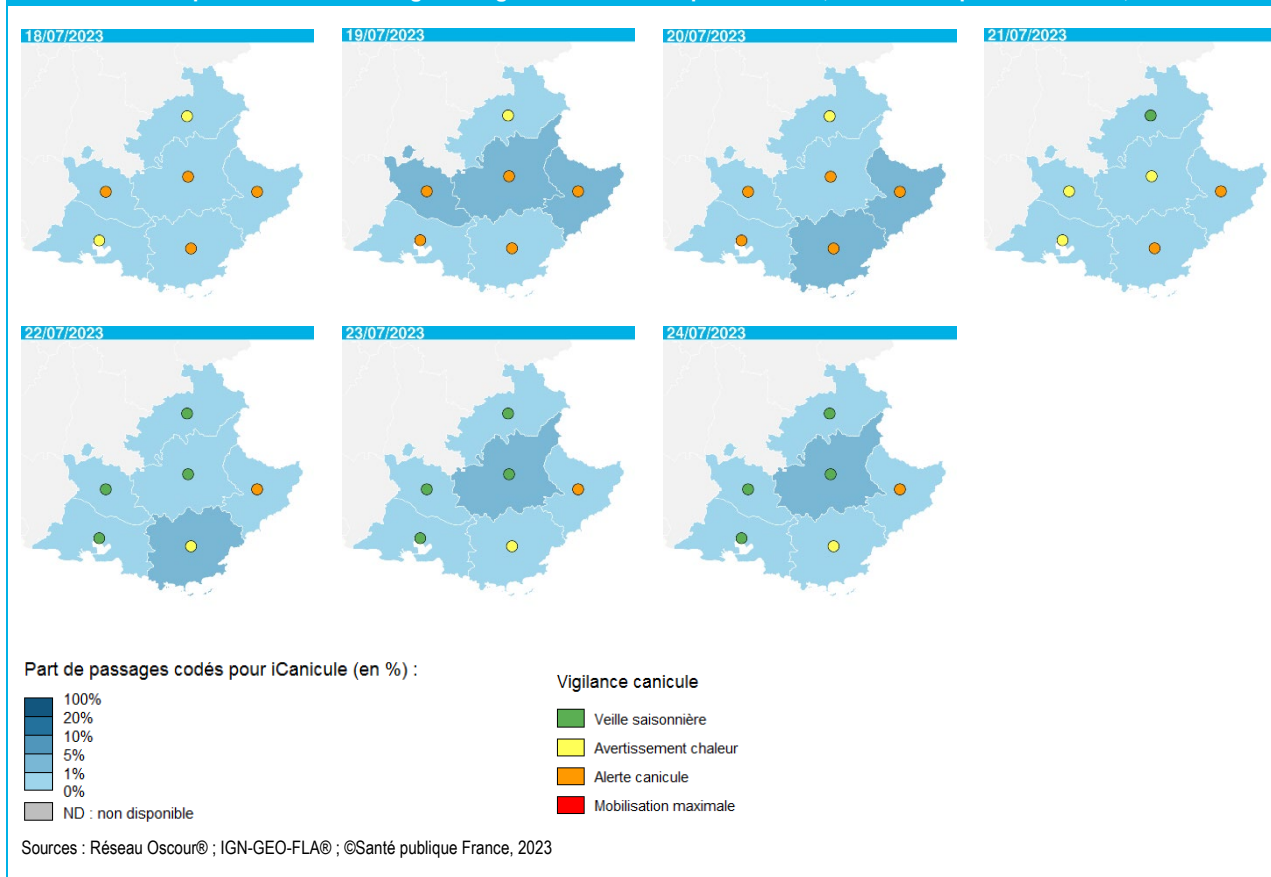 18/07/2023
19/07/2023
20/07/2023
21/07/2023
22/07/2023
23/07/2023
24/07/2023
Part de passages codés pour iCanicule (en %) :
100%
20%
10%
5%
1%
0%
ND : non disponible
Vigilance canicule
Veille saisonnière
Avertissement chaleur
Alerte canicule
Mobilisation maximale
Sources : Réseau Oscour® ; IGN-GEO-FLA® ; ©Santé publique France, 2023